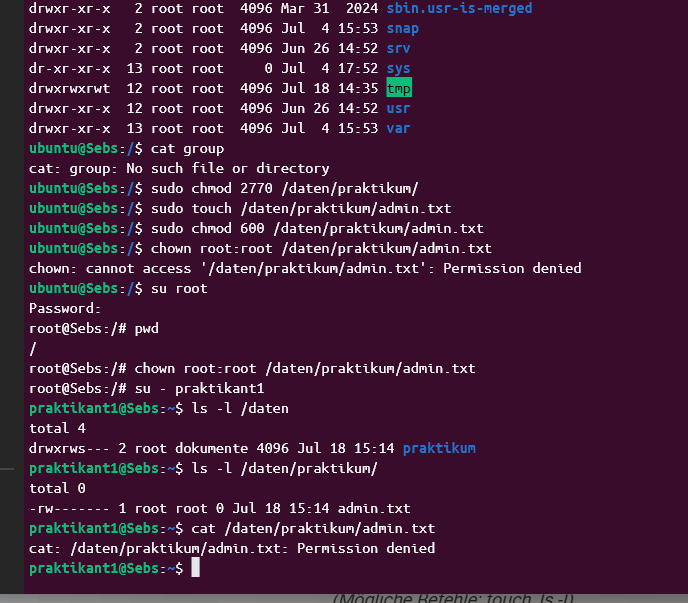 drwxr-xr-x   2 root root  4096 Mar 31  2024 sbin.usr-is-merged
drwxr-xr-x   2 root root  4096 Jul  4 15:53 snap
drwxr-xr-x   2 root root  4096 Jun 26 14:52 srv
dr-xr-xr-x  13 root root     0 Jul  4 17:52 sys
drwxrwxrwt  12 root root  4096 Jul 18 14:35 tmp
drwxr-xr-x  12 root root  4096 Jun 26 14:52 usr
drwxr-xr-x  13 root root  4096 Jul  4 15:53 var
ubuntu@Sebs:/$ cat group
cat: group: No such file or directory
ubuntu@Sebs:/$ sudo chmod 2770 /daten/praktikum/
ubuntu@Sebs:/$ sudo touch /daten/praktikum/admin.txt
ubuntu@Sebs:/$ sudo chmod 600 /daten/praktikum/admin.txt
ubuntu@Sebs:/$ chown root:root /daten/praktikum/admin.txt
chown: cannot access '/daten/praktikum/admin.txt': Permission denied
ubuntu@Sebs:/$ su root
Password:
root@Sebs:/# pwd
/
root@Sebs:/# chown root:root /daten/praktikum/admin.txt
root@Sebs:/# su - praktikant1
praktikant1@Sebs:~$ ls -l /daten
total 4
drwxrws--- 2 root dokumente 4096 Jul 18 15:14 praktikum
praktikant1@Sebs:~$ ls -l /daten/praktikum/
total 0
-rw------- 1 root root 0 Jul 18 15:14 admin.txt
praktikant1@Sebs:~$ cat /daten/praktikum/admin.txt
cat: /daten/praktikum/admin.txt: Permission denied
praktikant1@Sebs:~$
(Mögliche Befehle: touch, ls -l)